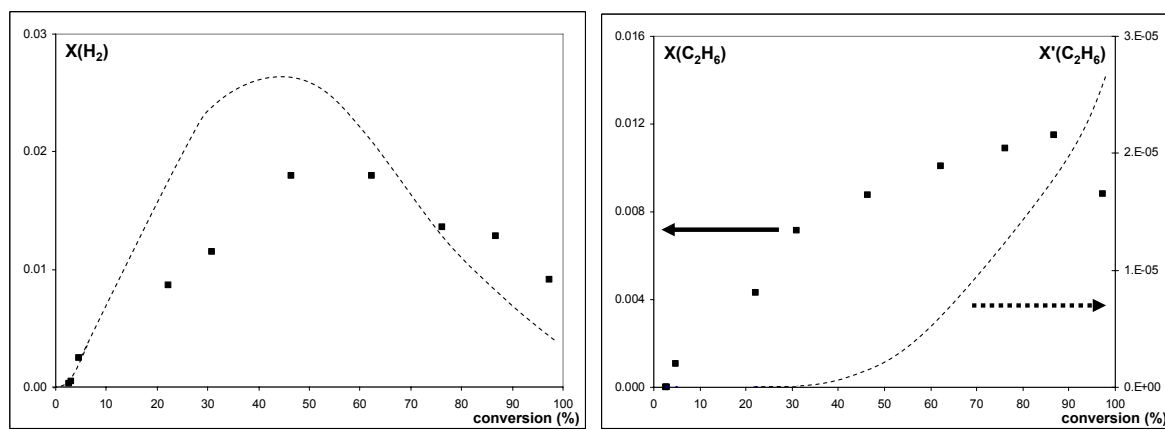 0.03
X(H₂)
0.02
0.01
0.00
0 10 20 30 40 50 60 70 80 90 100
conversion (%)
0.016
X(C₂H₆)
X'(C₂H₆)
3.E-05
0.012
2.E-05
0.008
1.E-05
0.004
0.000
0.E+00
0 10 20 30 40 50 60 70 80 90 100
conversion (%)